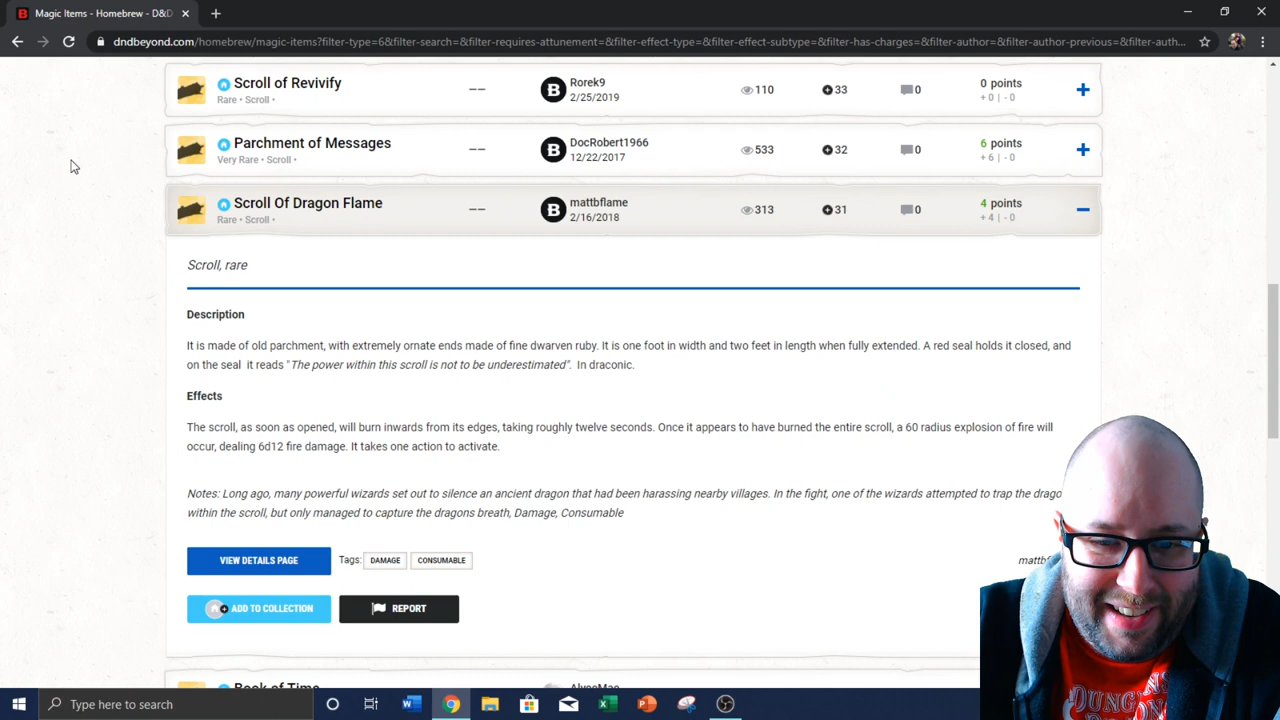 Magic Items - Homebrew - D&D
dndbeyond.com/homebrew/magic-items?filter-type=6&filter-search=&filter-requires-attunement=&filter-effect-type=&filter-effect-subtype=&filter-has-charges=&filter-author=&filter-author-previous=&filter-auth...
Scroll of Revivify
Rare • Scroll •
--
B
Rorek9
2/25/2019
110
33
0
0 points
+ 0 | - 0
Parchment of Messages
Very Rare • Scroll •
--
B
DocRobert1966
12/22/2017
533
32
0
6 points
+ 6 | - 0
Scroll Of Dragon Flame
Rare • Scroll •
--
B
mattbflame
2/16/2018
313
31
0
4 points
+ 4 | - 0
Scroll, rare
Description
It is made of old parchment, with extremely ornate ends made of fine dwarven ruby. It is one foot in width and two feet in length when fully extended. A red seal holds it closed, and
on the seal it reads "The power within this scroll is not to be underestimated". In draconic.
Effects
The scroll, as soon as opened, will burn inwards from its edges, taking roughly twelve seconds. Once it appears to have burned the entire scroll, a 60 radius explosion of fire will
occur, dealing 6d12 fire damage. It takes one action to activate.
Notes: Long ago, many powerful wizards set out to silence an ancient dragon that had been harassing nearby villages. In the fight, one of the wizards attempted to trap the drago
within the scroll, but only managed to capture the dragons breath, Damage, Consumable
VIEW DETAILS PAGE
Tags: DAMAGE CONSUMABLE
mattbf
ADD TO COLLECTION
REPORT
Book of Time
DUNGEONS
Type here to search